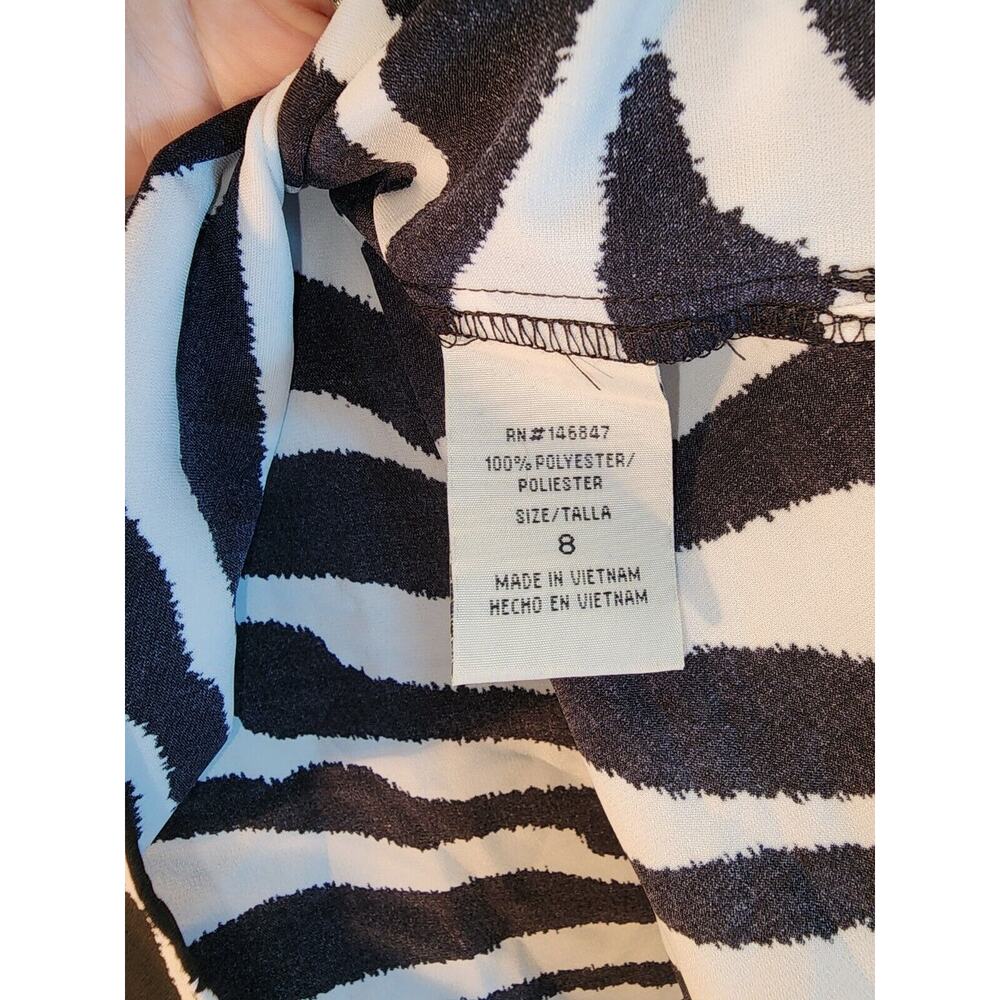 RN#146847
100% POLYESTER/
POLIESTER
SIZE/TALLA
8
MADE IN VIETNAM
HECHO EN VIETNAM